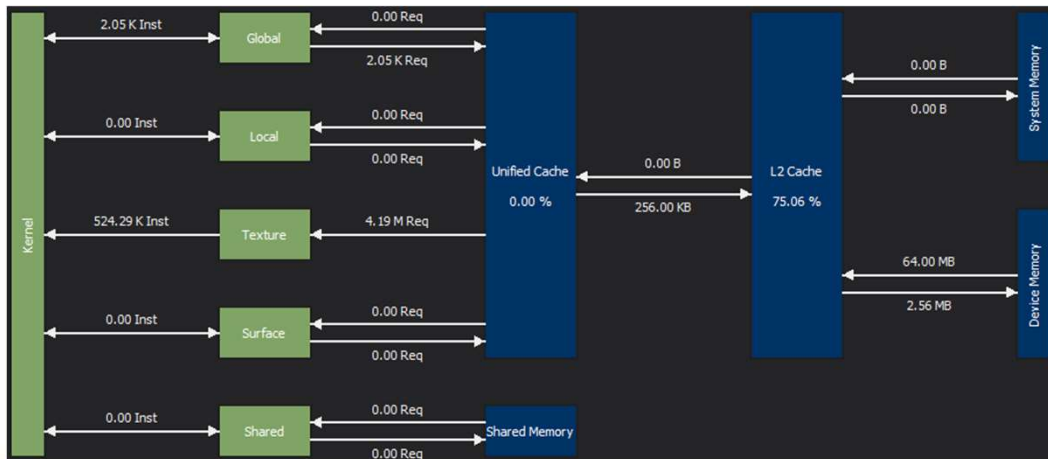 Kernel
2.05 K Inst
Global
0.00 Req
2.05 K Req
0.00 Inst
Local
0.00 Req
0.00 Req
524.29 K Inst
Texture
4.19 M Req
0.00 Inst
Surface
0.00 Req
0.00 Req
0.00 Inst
Shared
0.00 Req
0.00 Req
Unified Cache
0.00 %
Shared Memory
0.00 B
256.00 KB
L2 Cache
75.06 %
0.00 B
0.00 B
System Memory
64.00 MB
2.56 MB
Device Memory